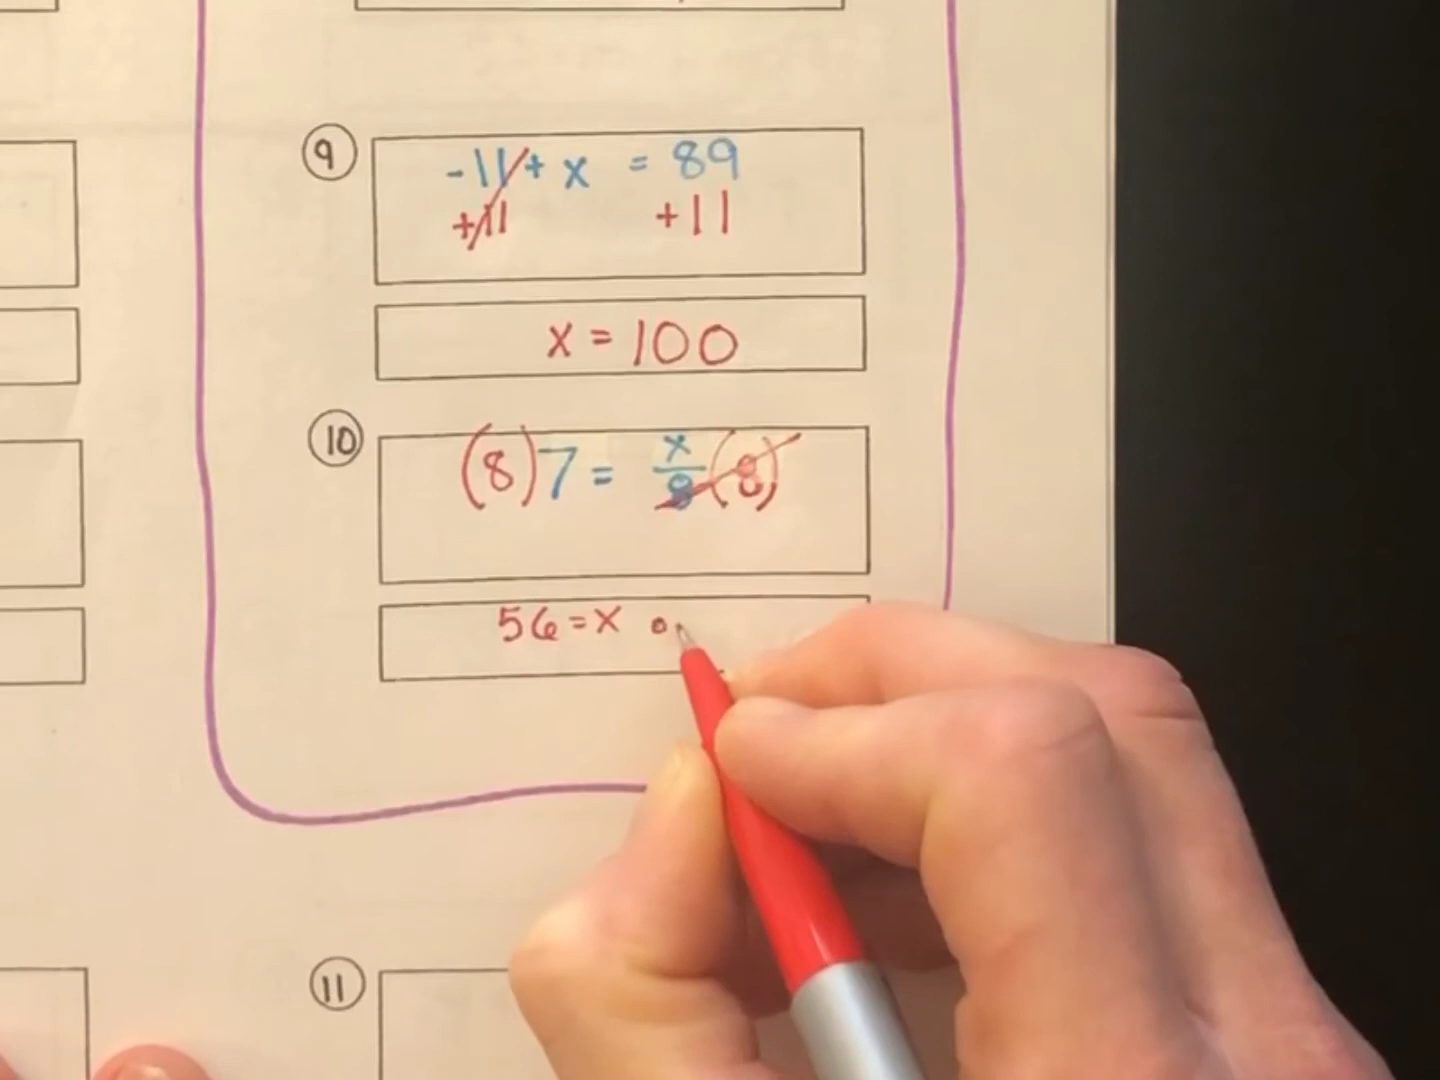 9
-11 + x = 89
+11 +11
x = 100
10
(8)7 = x/8 (8)
56 = x o
11